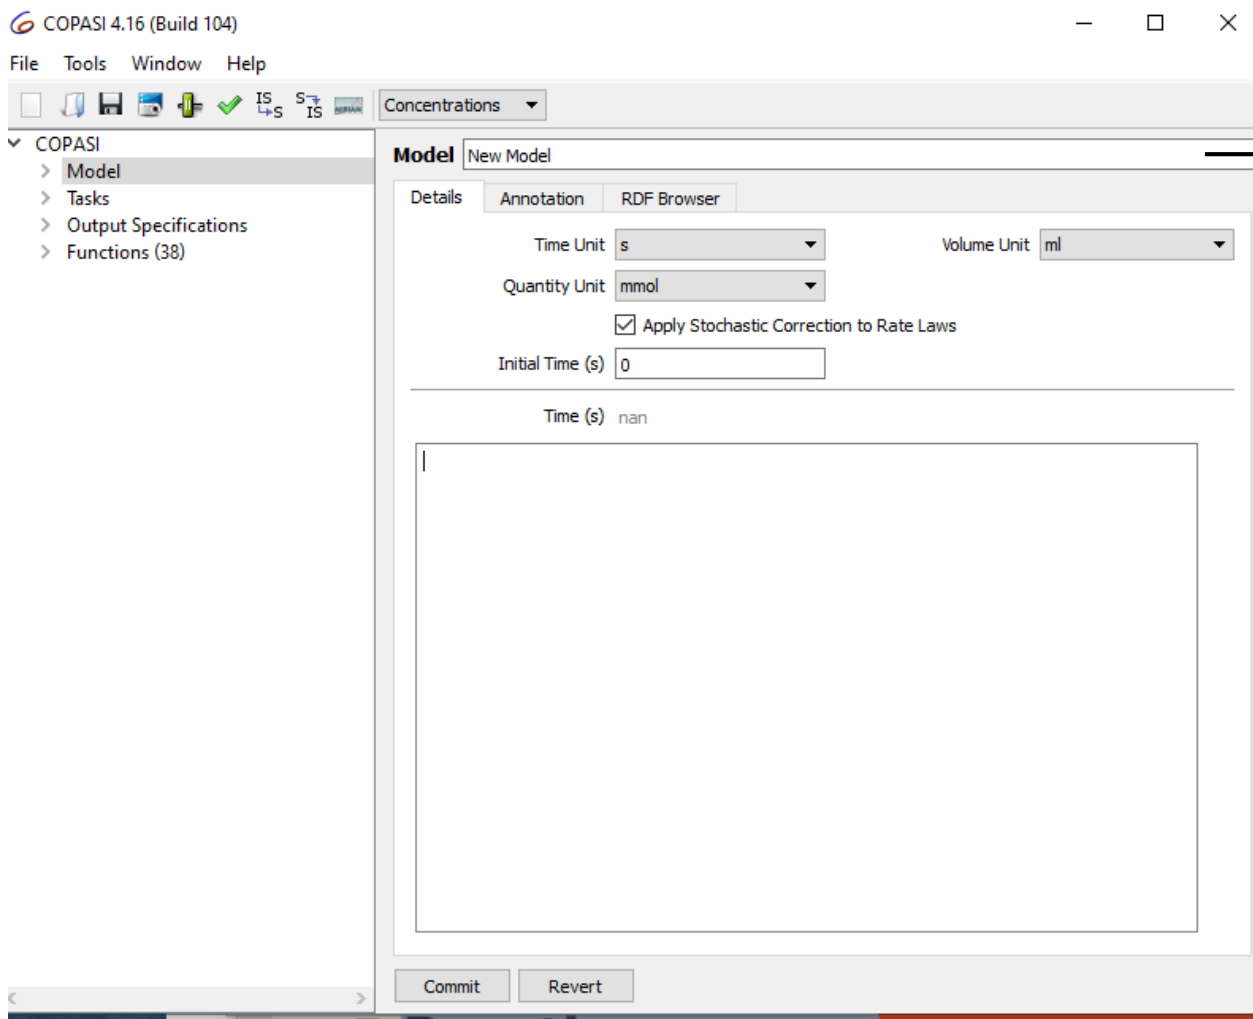 COPASI 4.16 (Build 104)
File Tools Window Help
IS S S IS Concentrations
COPASI
Model
Tasks
Output Specifications
Functions (38)
Model New Model
Details Annotation RDF Browser
Time Unit s Volume Unit ml
Quantity Unit mmol
Apply Stochastic Correction to Rate Laws
Initial Time (s) 0
Time (s) nan
Commit Revert